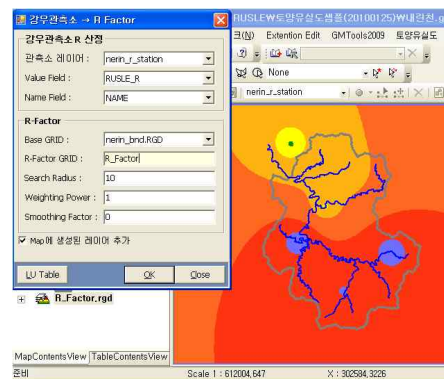 강우관측소 → R Factor
RUSLE₩토양유실도샘플(20100125)₩내린천.g
강우관측소 R 산정
관측소 레이어 : nerin_r_station
Value Field : RUSLE_R
Name Field : NAME
R-Factor
Base GRID : nerin_bnd.RGD
R-Factor GRID : R_Factor
Search Radius : 10
Weighting Power : 1
Smoothing Factor : 0
Map에 생성된 레이어 추가
LU Table OK Close
크(N) Extention Edit GMTools2009 토양유실도
None
nerin_r_station
R_Factor.rgd
MapContentsView TableContentsView
준비 Scale 1 : 612004,647 X : 302584,3226